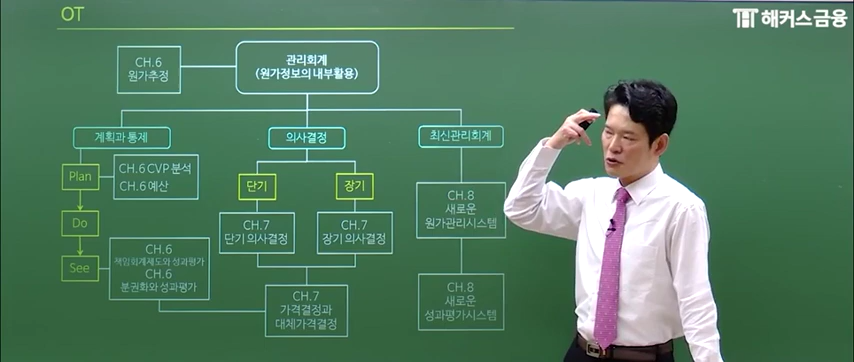 OT
해커스금융
CH.6
원가추정
관리회계
(원가정보의 내부활용)
계획과 통제
의사결정
최신관리회계
Plan
CH.6 CVP 분석
CH.6 예산
단기
장기
Do
CH.7
단기 의사결정
CH.7
장기 의사결정
CH.8
새로운
원가관리시스템
See
CH.6
책임회계제도와 성과평가
CH.6
분권화와 성과평가
CH.7
가격결정과
대체가격결정
CH.8
새로운
성과평가시스템